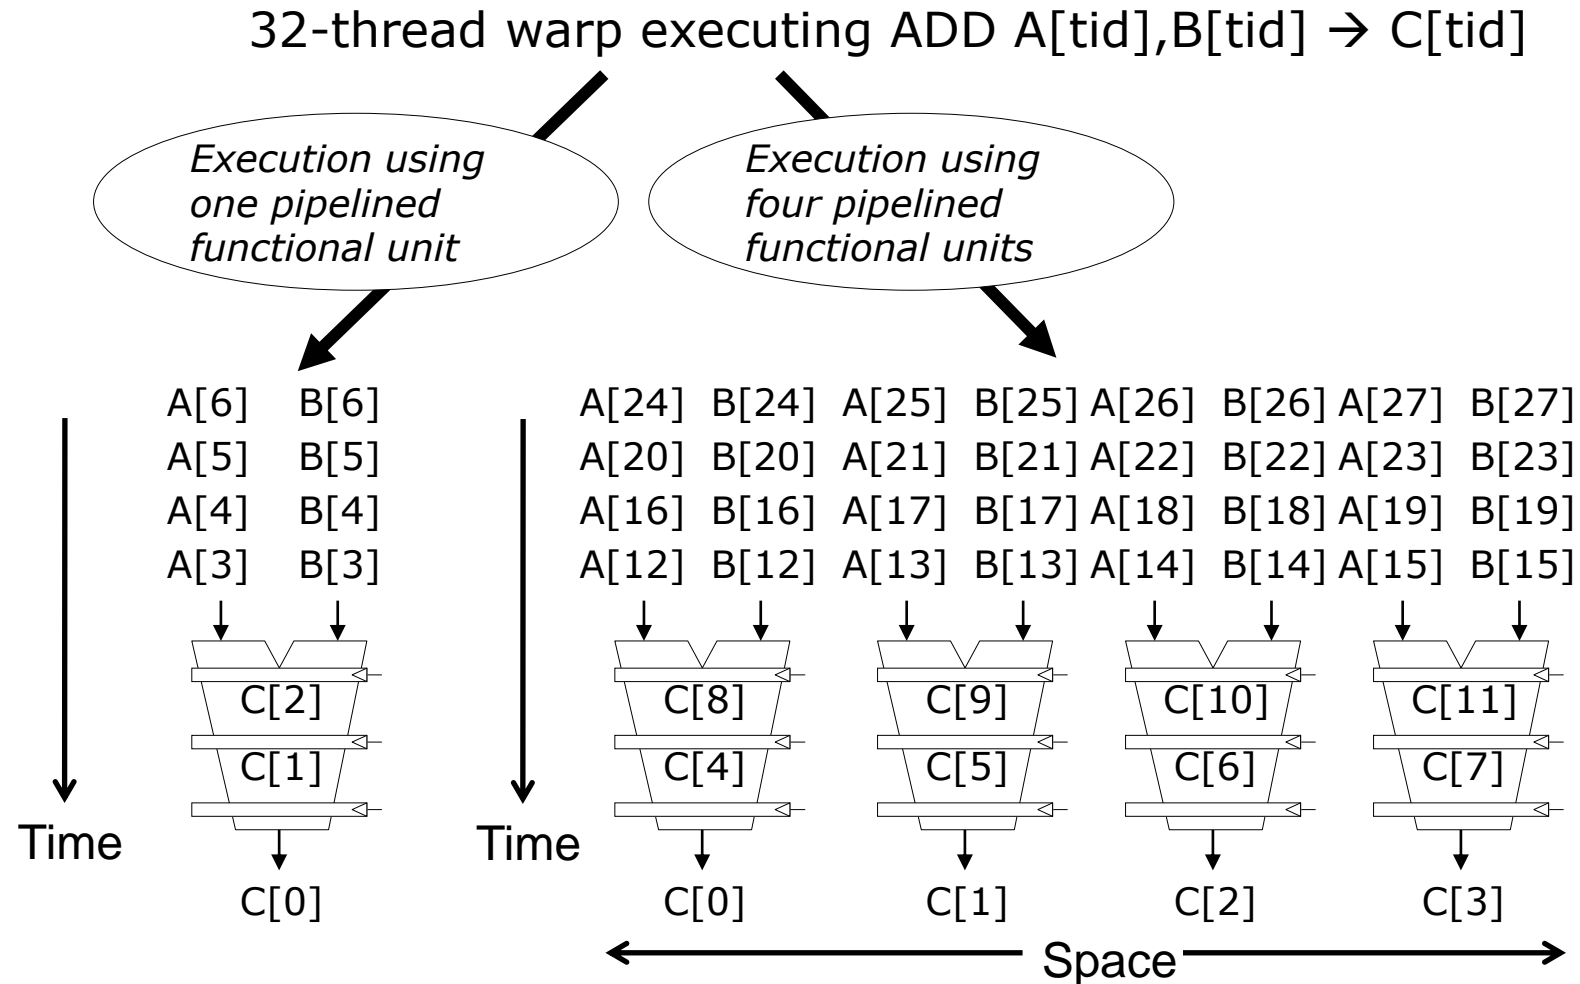 32-thread warp executing ADD A[tid],B[tid] → C[tid]
Execution using
one pipelined
functional unit
Execution using
four pipelined
functional units
A[6] B[6]
A[5] B[5]
A[4] B[4]
A[3] B[3]
C[2]
C[1]
C[0]
Time
A[24] B[24] A[25] B[25] A[26] B[26] A[27] B[27]
A[20] B[20] A[21] B[21] A[22] B[22] A[23] B[23]
A[16] B[16] A[17] B[17] A[18] B[18] A[19] B[19]
A[12] B[12] A[13] B[13] A[14] B[14] A[15] B[15]
C[8] C[9] C[10] C[11]
C[4] C[5] C[6] C[7]
Time
C[0] C[1] C[2] C[3]
Space